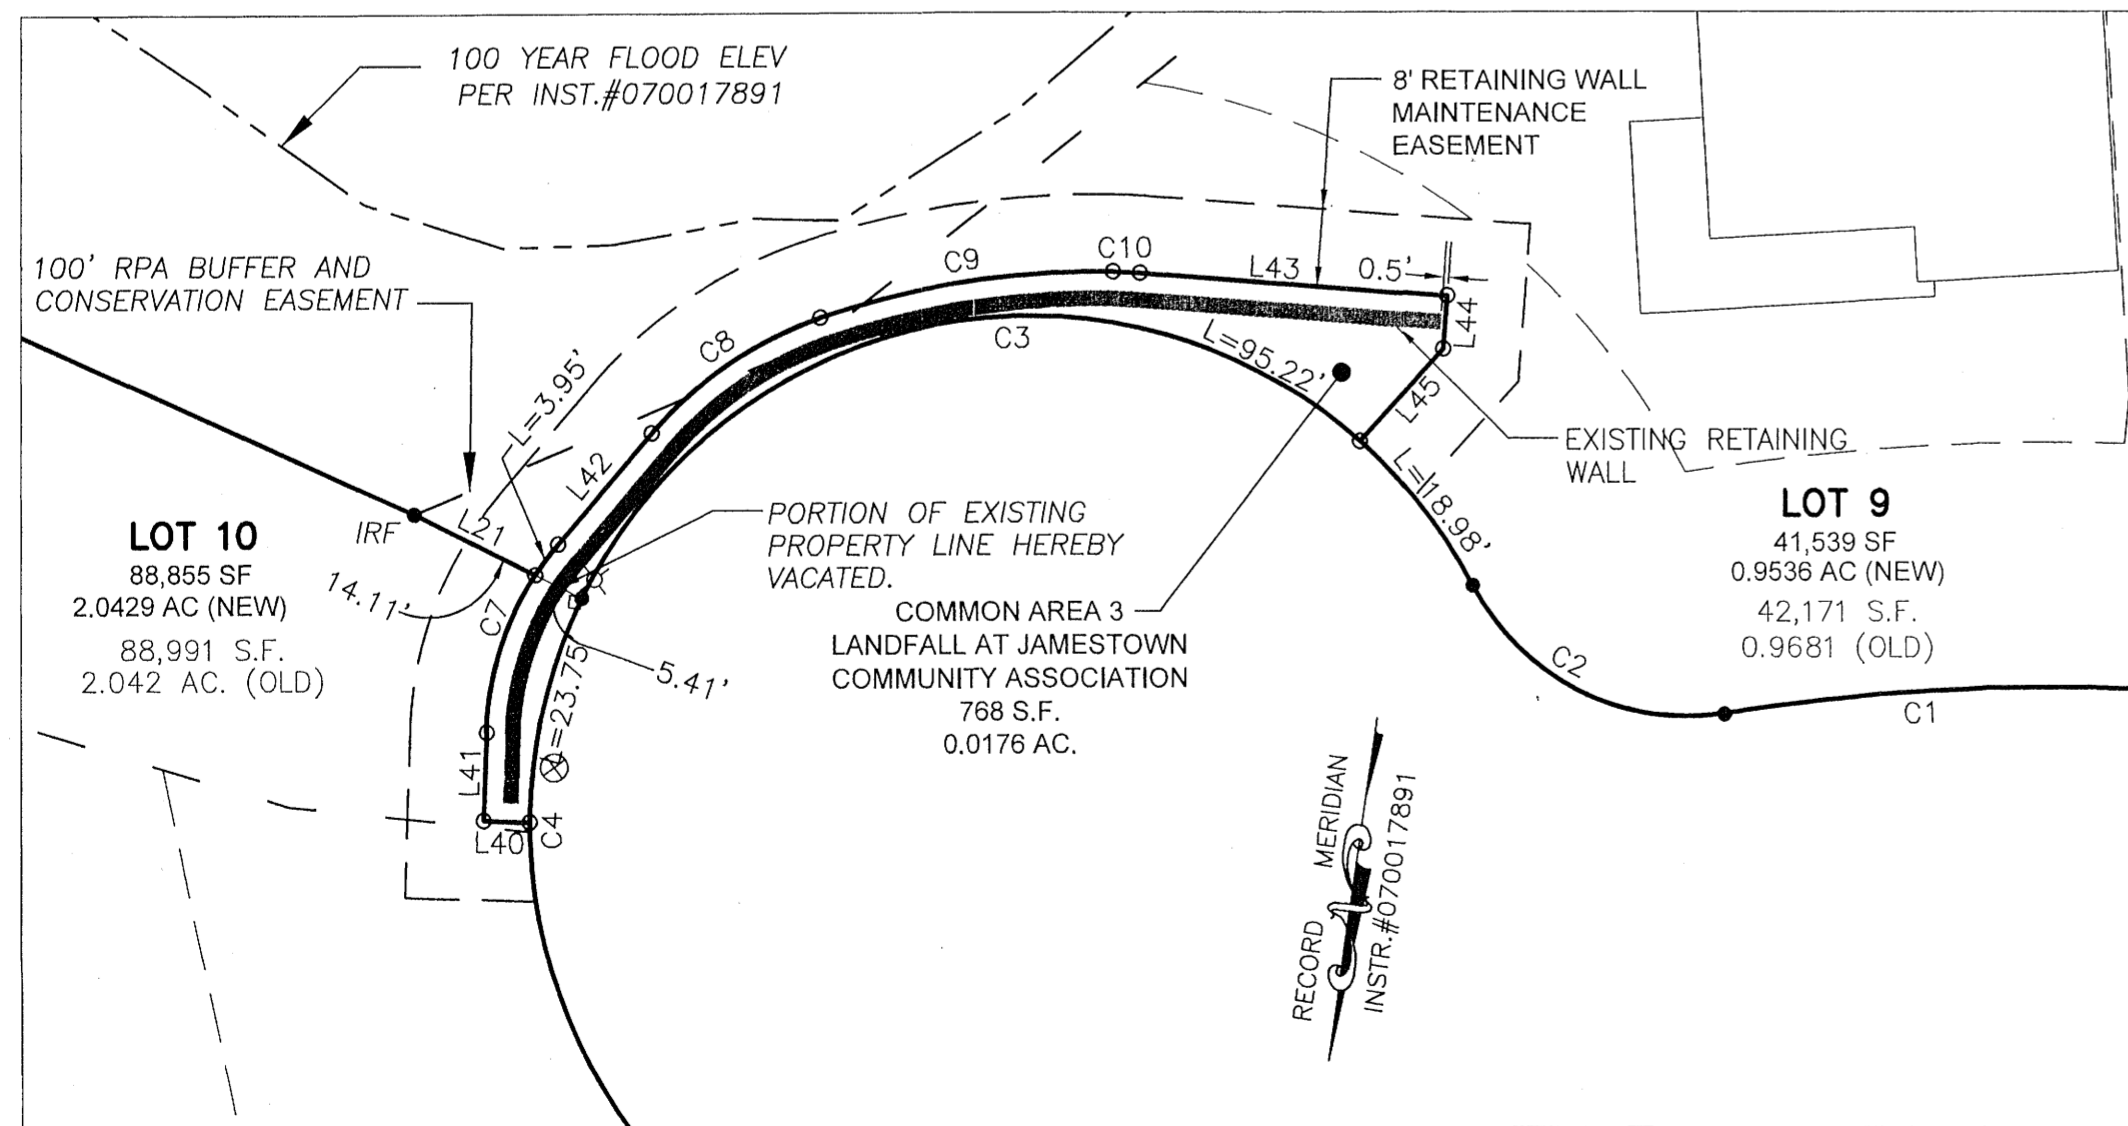 100 YEAR FLOOD ELEV
PER INST.#070017891
8' RETAINING WALL
MAINTENANCE
EASEMENT
100' RPA BUFFER AND
CONSERVATION EASEMENT
C10
C9
L43
0.5'
L44
C8
C3
L=95.22'
L45
L=3.95'
L42
EXISTING RETAINING
WALL
L=18.98'
IRF
L21
LOT 10
88,855 SF
2.0429 AC (NEW)
88,991 S.F.
2.042 AC. (OLD)
14.11'
C7
PORTION OF EXISTING
PROPERTY LINE HEREBY
VACATED.
COMMON AREA 3
LANDFALL AT JAMESTOWN
COMMUNITY ASSOCIATION
768 S.F.
0.0176 AC.
LOT 9
41,539 SF
0.9536 AC (NEW)
42,171 S.F.
0.9681 (OLD)
5.41'
L=23.75'
C2
C1
L41
L40
C4
RECORD MERIDIAN
INSTR.#070017891